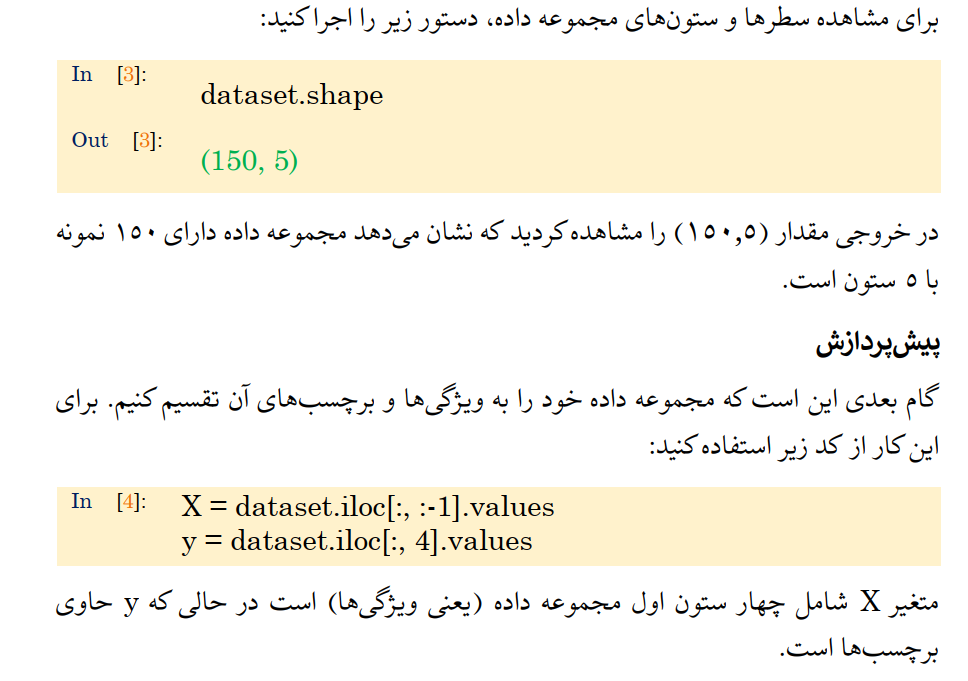 برای مشاهده سطرها و ستون‌های مجموعه داده، دستور زیر را اجرا کنید:
In [3]:
dataset.shape
Out [3]:
(150, 5)
در خروجی مقدار (۱۵۰,۵) را مشاهده کردید که نشان می‌دهد مجموعه داده دارای ۱۵۰ نمونه
با ۵ ستون است.
پیش‌پردازش
گام بعدی این است که مجموعه داده خود را به ویژگی‌ها و برچسب‌های آن تقسیم کنیم. برای
این کار از کد زیر استفاده کنید:
In [4]:
X = dataset.iloc[:, :-1].values
y = dataset.iloc[:, 4].values
متغیر X شامل چهار ستون اول مجموعه داده (یعنی ویژگی‌ها) است در حالی که y حاوی
برچسب‌ها است.